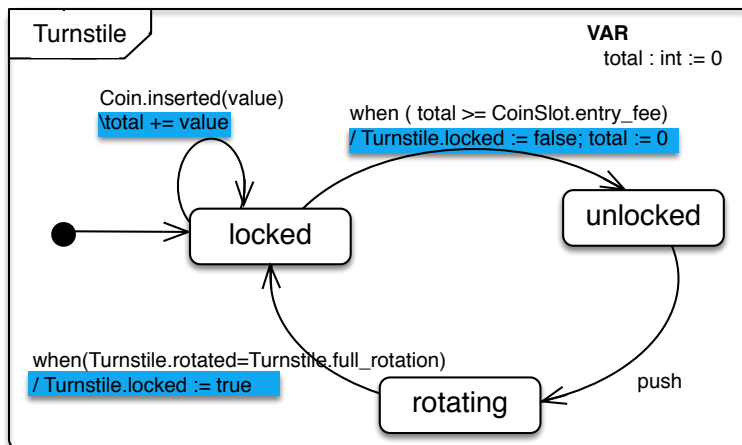 Turnstile
VAR
total : int := 0
Coin.inserted(value)
\total += value
when ( total >= CoinSlot.entry_fee)
/ Turnstile.locked := false; total := 0
locked
unlocked
when(Turnstile.rotated=Turnstile.full_rotation)
/ Turnstile.locked := true
rotating
push